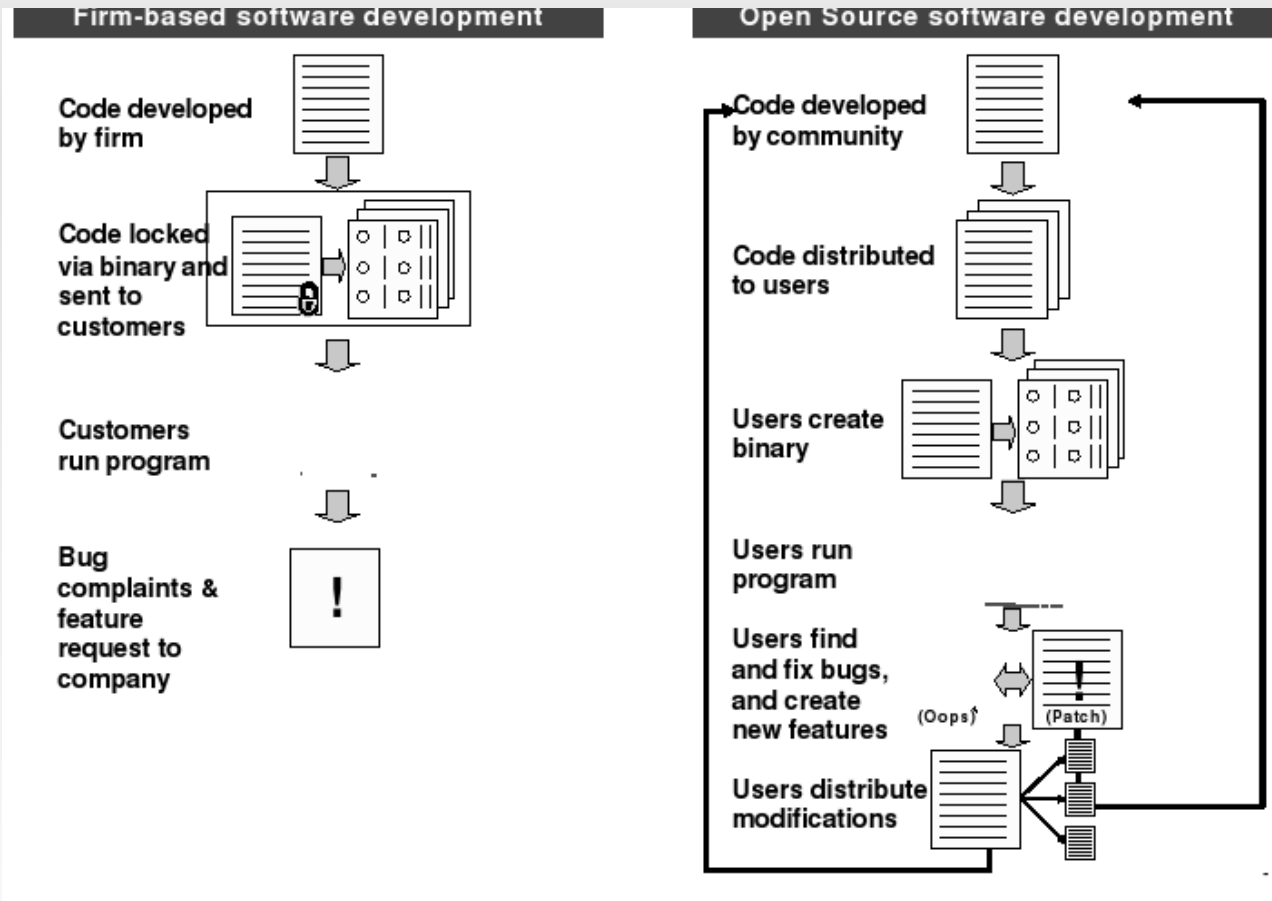 Firm-based software development
Code developed
by firm
Code locked
via binary and
sent to
customers
Customers
run program
Bug
complaints &
feature
request to
company
!
Open Source software development
Code developed
by community
Code distributed
to users
Users create
binary
Users run
program
Users find
and fix bugs,
and create
new features
(Oops)
!
(Patch)
Users distribute
modifications